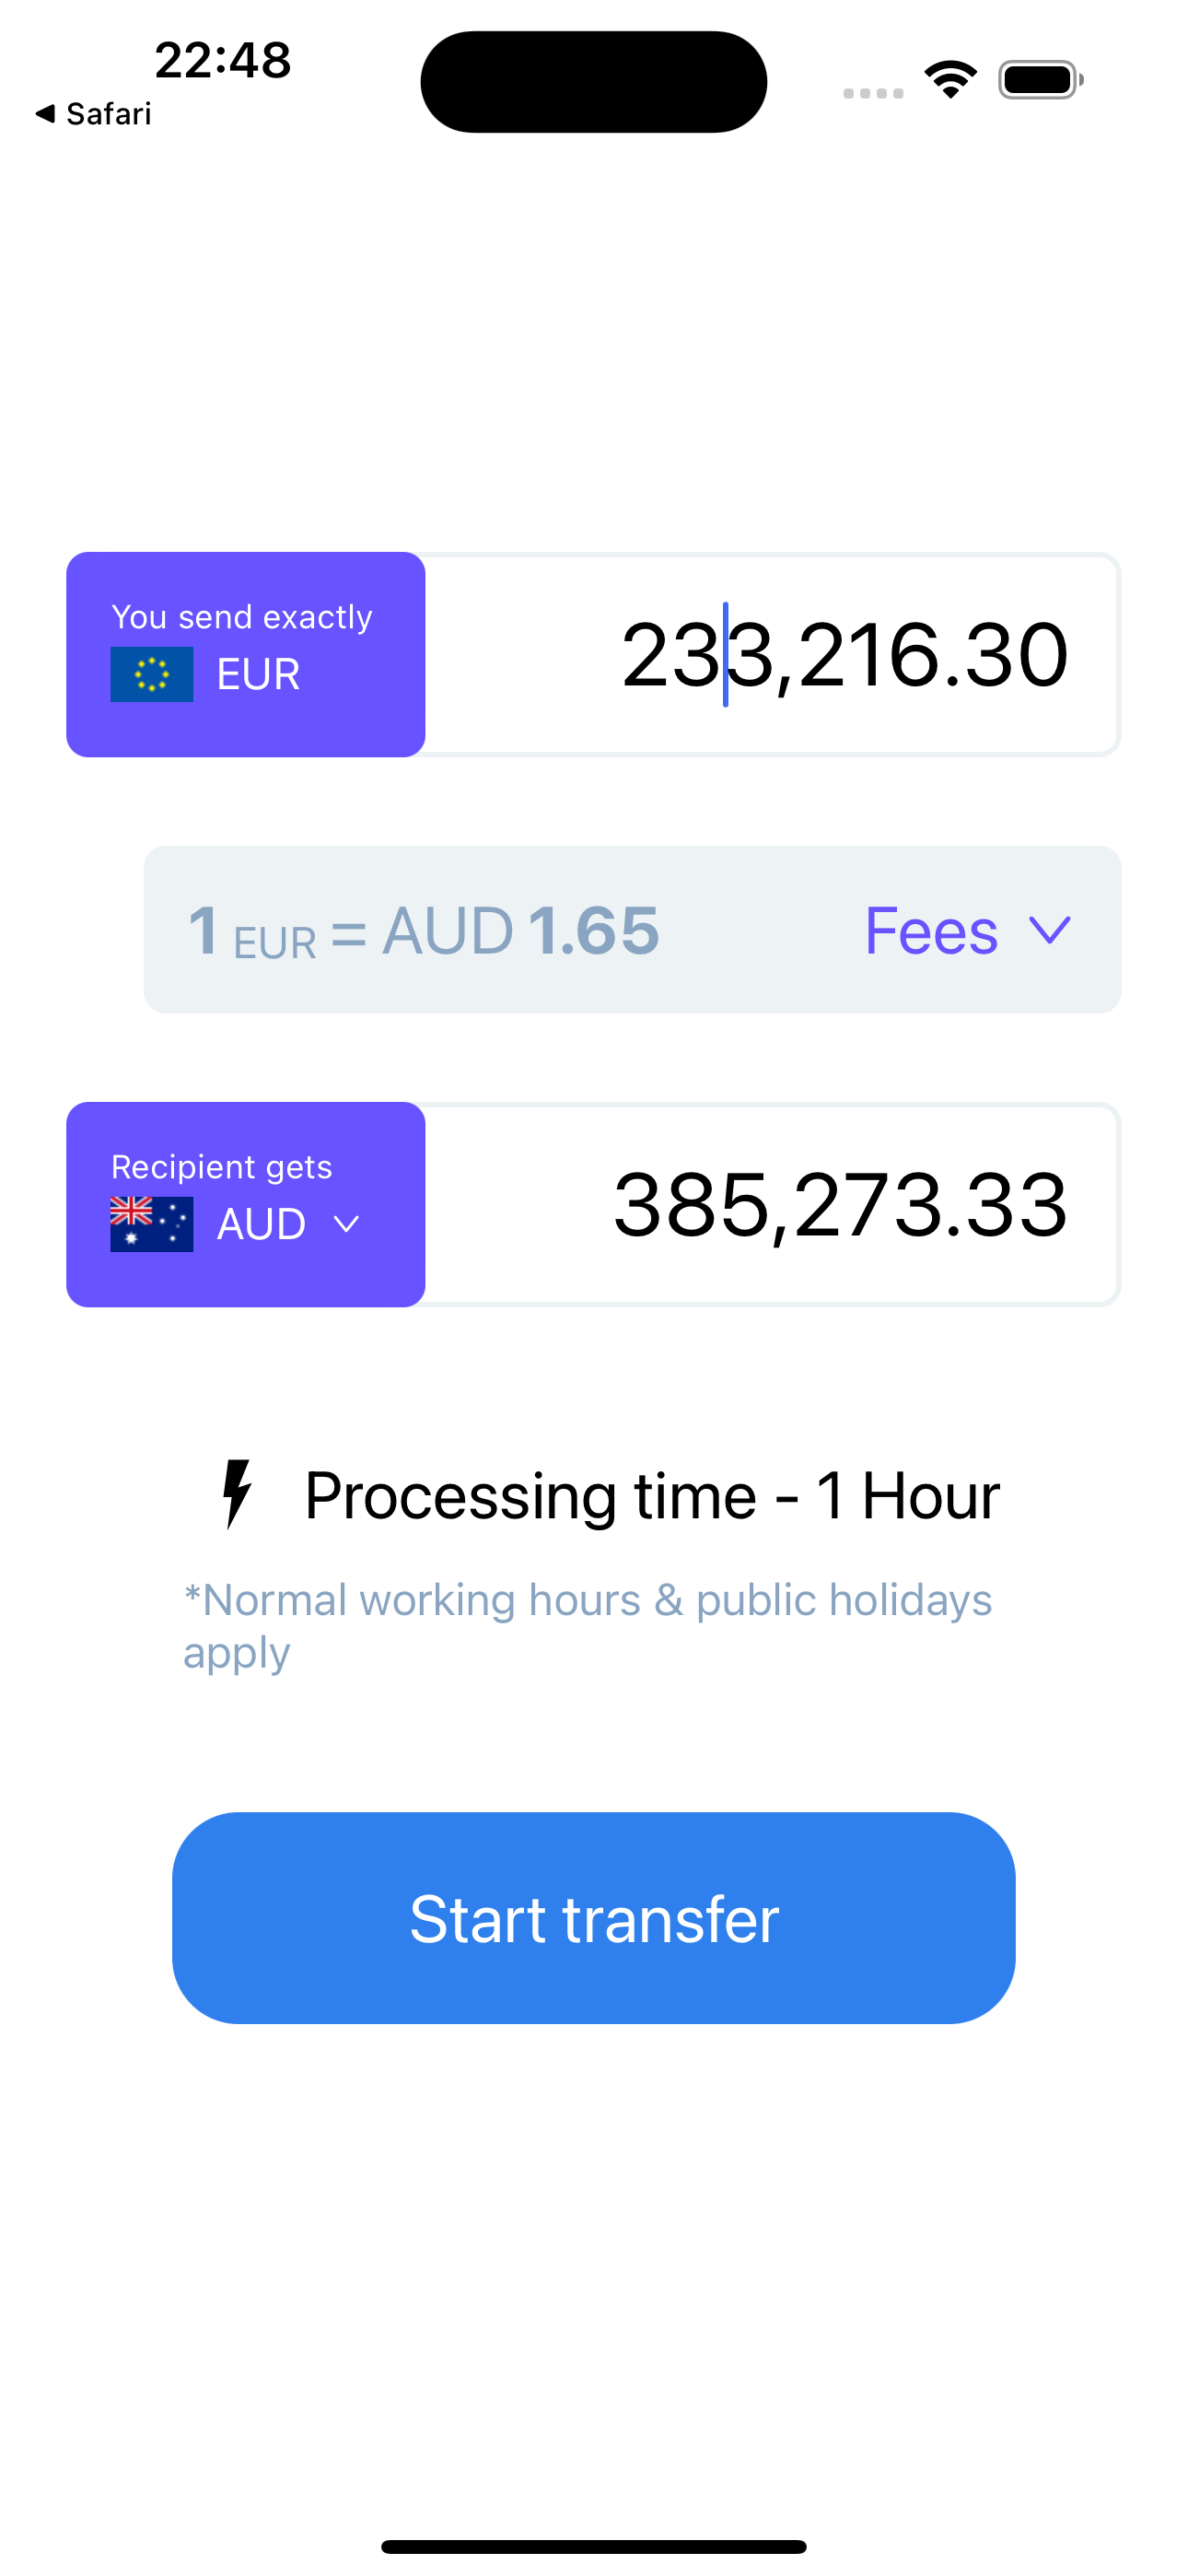 22:48
◀ Safari
You send exactly
EUR
233,216.30
1 EUR = AUD 1.65
Fees
Recipient gets
AUD
385,273.33
Processing time - 1 Hour
*Normal working hours & public holidays
apply
Start transfer